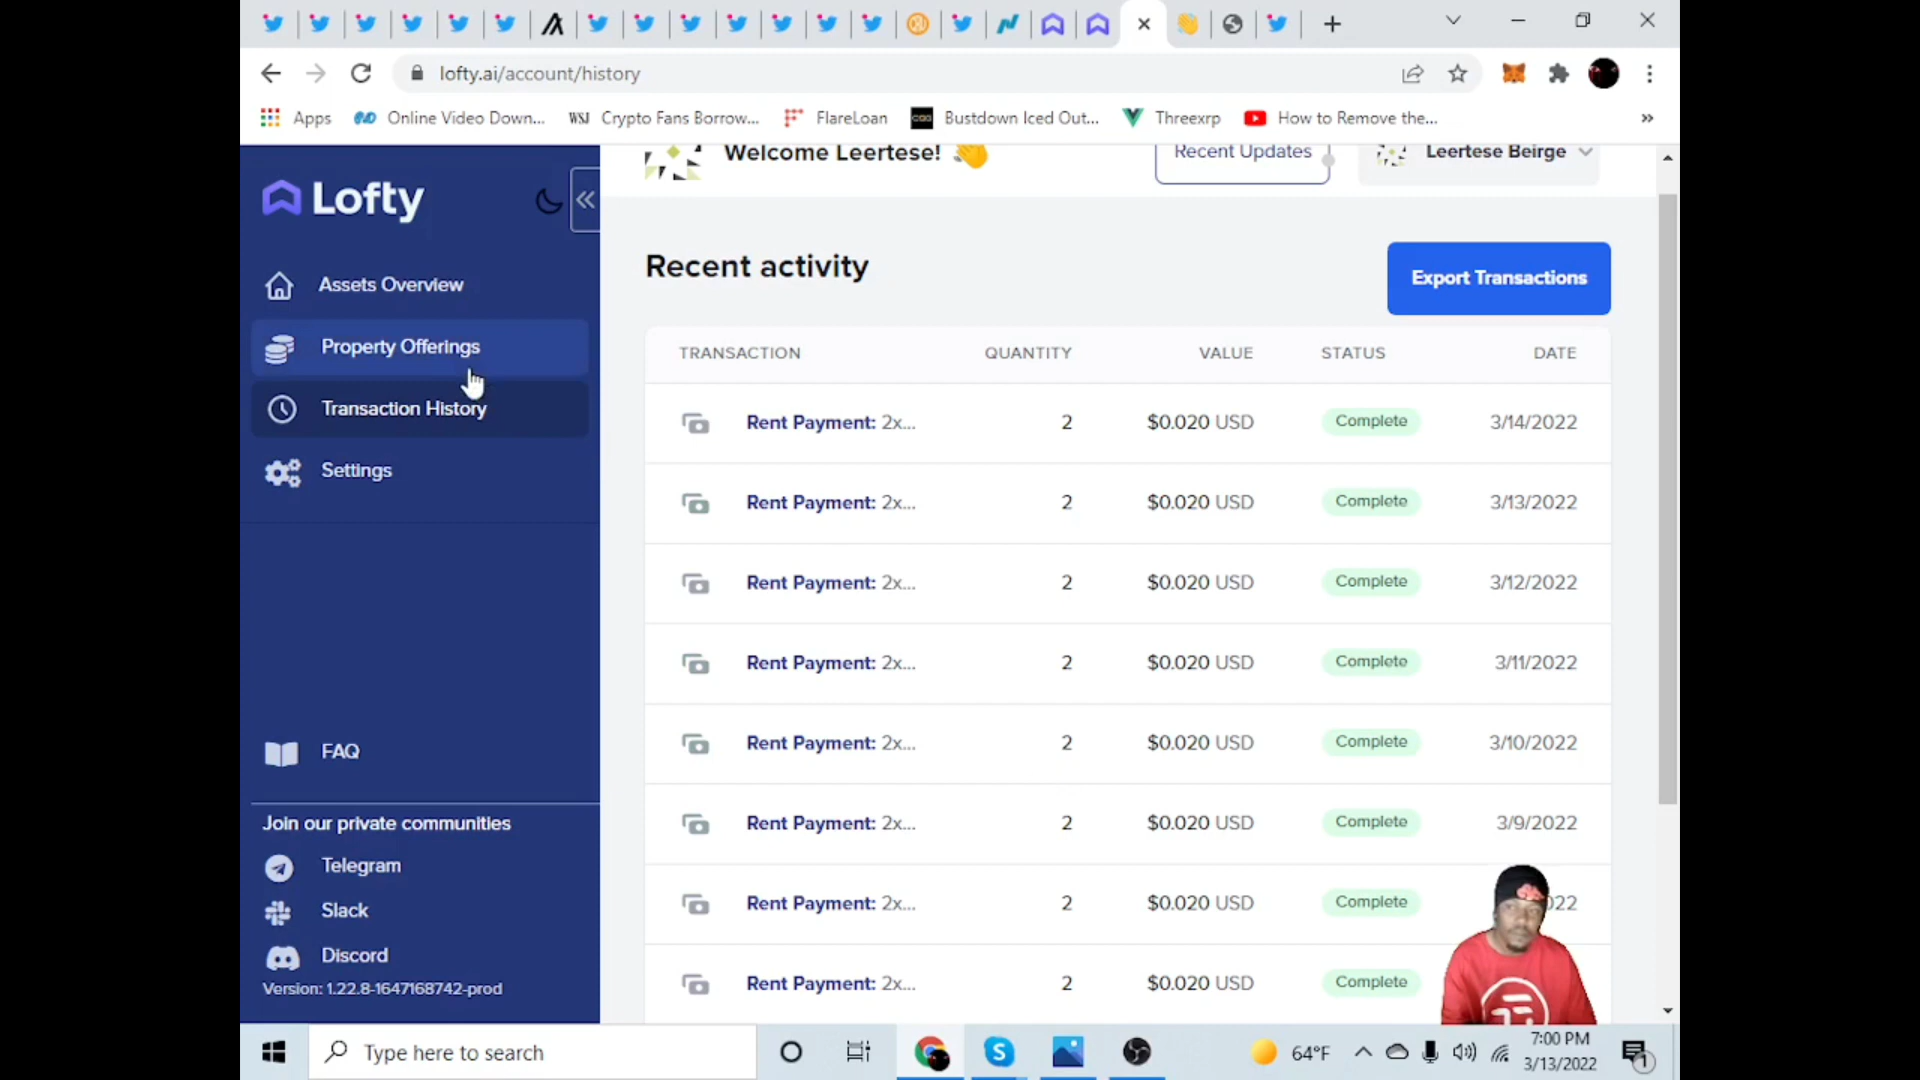 lofty.ai/account/history
Apps
Online Video Down...
WSJ Crypto Fans Borrow...
FlareLoan
Bustdown Iced Out...
Threexrp
How to Remove the...
»
Lofty
Welcome Leertese!
Recent Updates
Leertese Beirge
Assets Overview
Property Offerings
Transaction History
Settings
FAQ
Join our private communities
Telegram
Slack
Discord
Version: 1.22.8-1647168742-prod
Recent activity
Export Transactions
TRANSACTION QUANTITY VALUE STATUS DATE
Rent Payment: 2x... 2 $0.020 USD Complete 3/14/2022
Rent Payment: 2x... 2 $0.020 USD Complete 3/13/2022
Rent Payment: 2x... 2 $0.020 USD Complete 3/12/2022
Rent Payment: 2x... 2 $0.020 USD Complete 3/11/2022
Rent Payment: 2x... 2 $0.020 USD Complete 3/10/2022
Rent Payment: 2x... 2 $0.020 USD Complete 3/9/2022
Rent Payment: 2x... 2 $0.020 USD Complete
Rent Payment: 2x... 2 $0.020 USD Complete
Type here to search
64°F
7:00 PM
3/13/2022
1